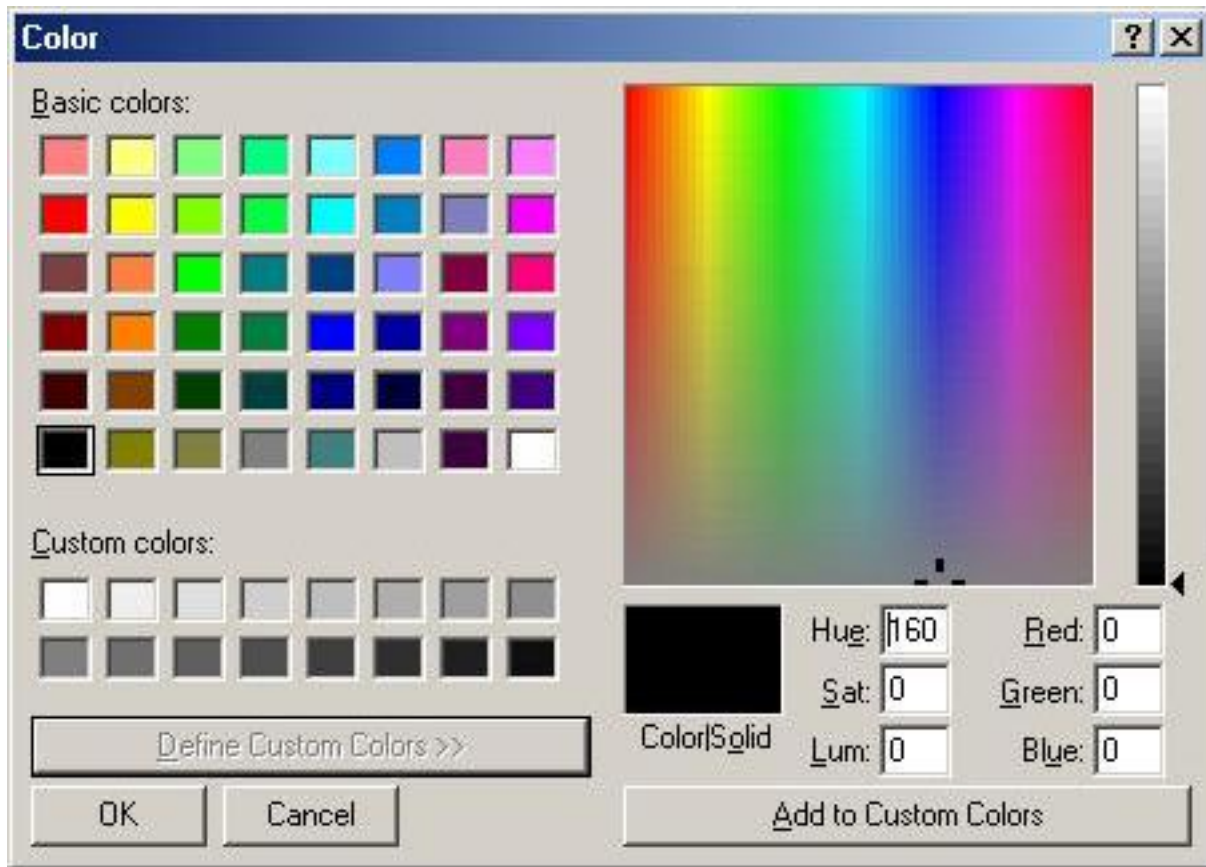 Color
Basic colors:
Custom colors:
Define Custom Colors >>
OK Cancel
Color|Solid
Hue: 160 Red: 0
Sat: 0 Green: 0
Lum: 0 Blue: 0
Add to Custom Colors